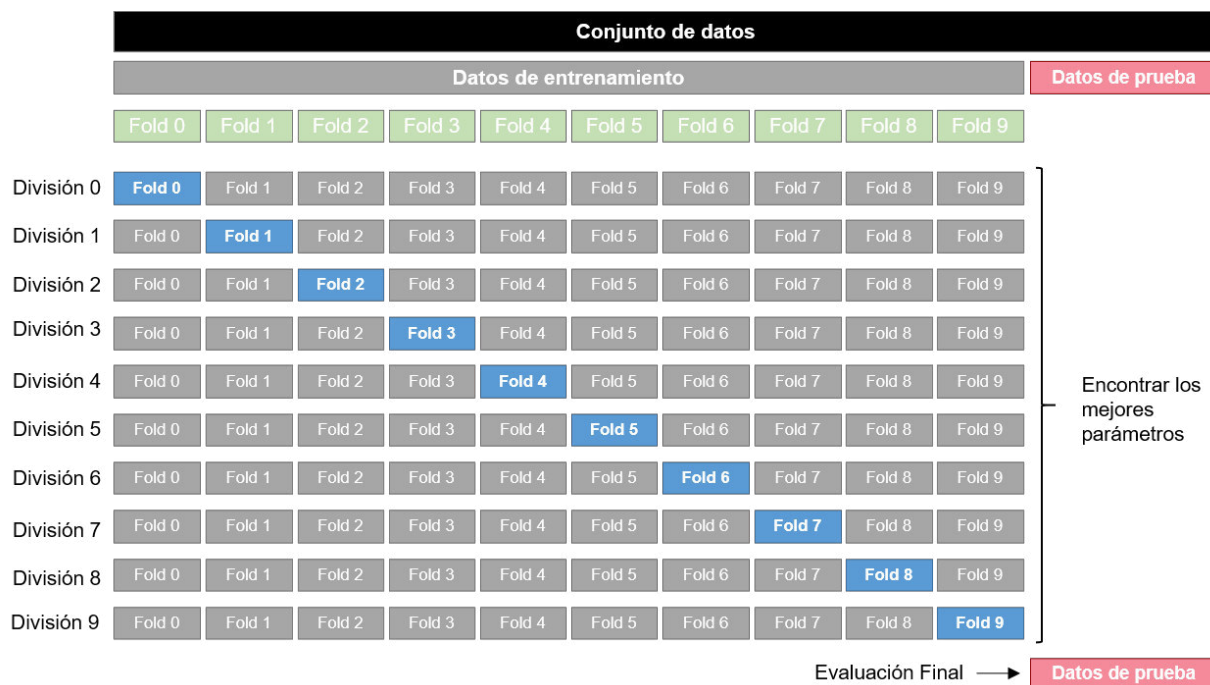 Conjunto de datos
Datos de entrenamiento Datos de prueba
Fold 0 Fold 1 Fold 2 Fold 3 Fold 4 Fold 5 Fold 6 Fold 7 Fold 8 Fold 9
División 0 Fold 0 Fold 1 Fold 2 Fold 3 Fold 4 Fold 5 Fold 6 Fold 7 Fold 8 Fold 9
División 1 Fold 0 Fold 1 Fold 2 Fold 3 Fold 4 Fold 5 Fold 6 Fold 7 Fold 8 Fold 9
División 2 Fold 0 Fold 1 Fold 2 Fold 3 Fold 4 Fold 5 Fold 6 Fold 7 Fold 8 Fold 9
División 3 Fold 0 Fold 1 Fold 2 Fold 3 Fold 4 Fold 5 Fold 6 Fold 7 Fold 8 Fold 9
División 4 Fold 0 Fold 1 Fold 2 Fold 3 Fold 4 Fold 5 Fold 6 Fold 7 Fold 8 Fold 9
División 5 Fold 0 Fold 1 Fold 2 Fold 3 Fold 4 Fold 5 Fold 6 Fold 7 Fold 8 Fold 9
División 6 Fold 0 Fold 1 Fold 2 Fold 3 Fold 4 Fold 5 Fold 6 Fold 7 Fold 8 Fold 9
División 7 Fold 0 Fold 1 Fold 2 Fold 3 Fold 4 Fold 5 Fold 6 Fold 7 Fold 8 Fold 9
División 8 Fold 0 Fold 1 Fold 2 Fold 3 Fold 4 Fold 5 Fold 6 Fold 7 Fold 8 Fold 9
División 9 Fold 0 Fold 1 Fold 2 Fold 3 Fold 4 Fold 5 Fold 6 Fold 7 Fold 8 Fold 9
Encontrar los
mejores
parámetros
Evaluación Final Datos de prueba